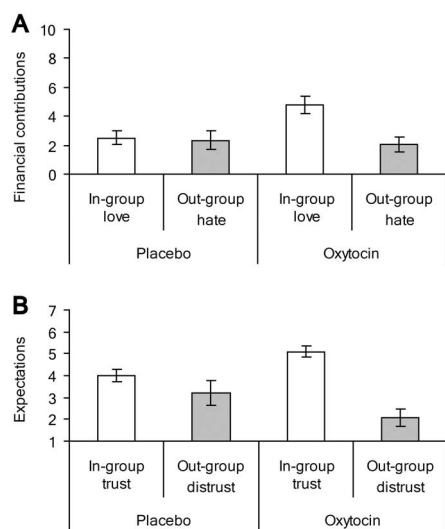 A
Financial contributions
10
8
6
4
2
0
In-group love
Out-group hate
In-group love
Out-group hate
Placebo
Oxytocin
B
Expectations
7
6
5
4
3
2
1
In-group trust
Out-group distrust
In-group trust
Out-group distrust
Placebo
Oxytocin